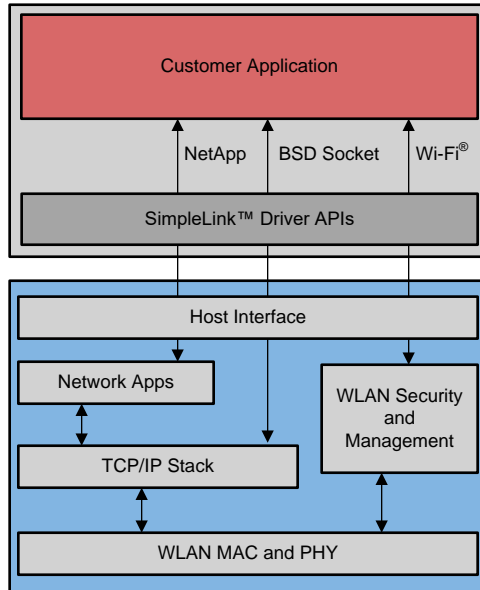 Customer Application
NetApp
BSD Socket
Wi-Fi®
SimpleLink™ Driver APIs
Host Interface
Network Apps
WLAN Security
and
Management
TCP/IP Stack
WLAN MAC and PHY